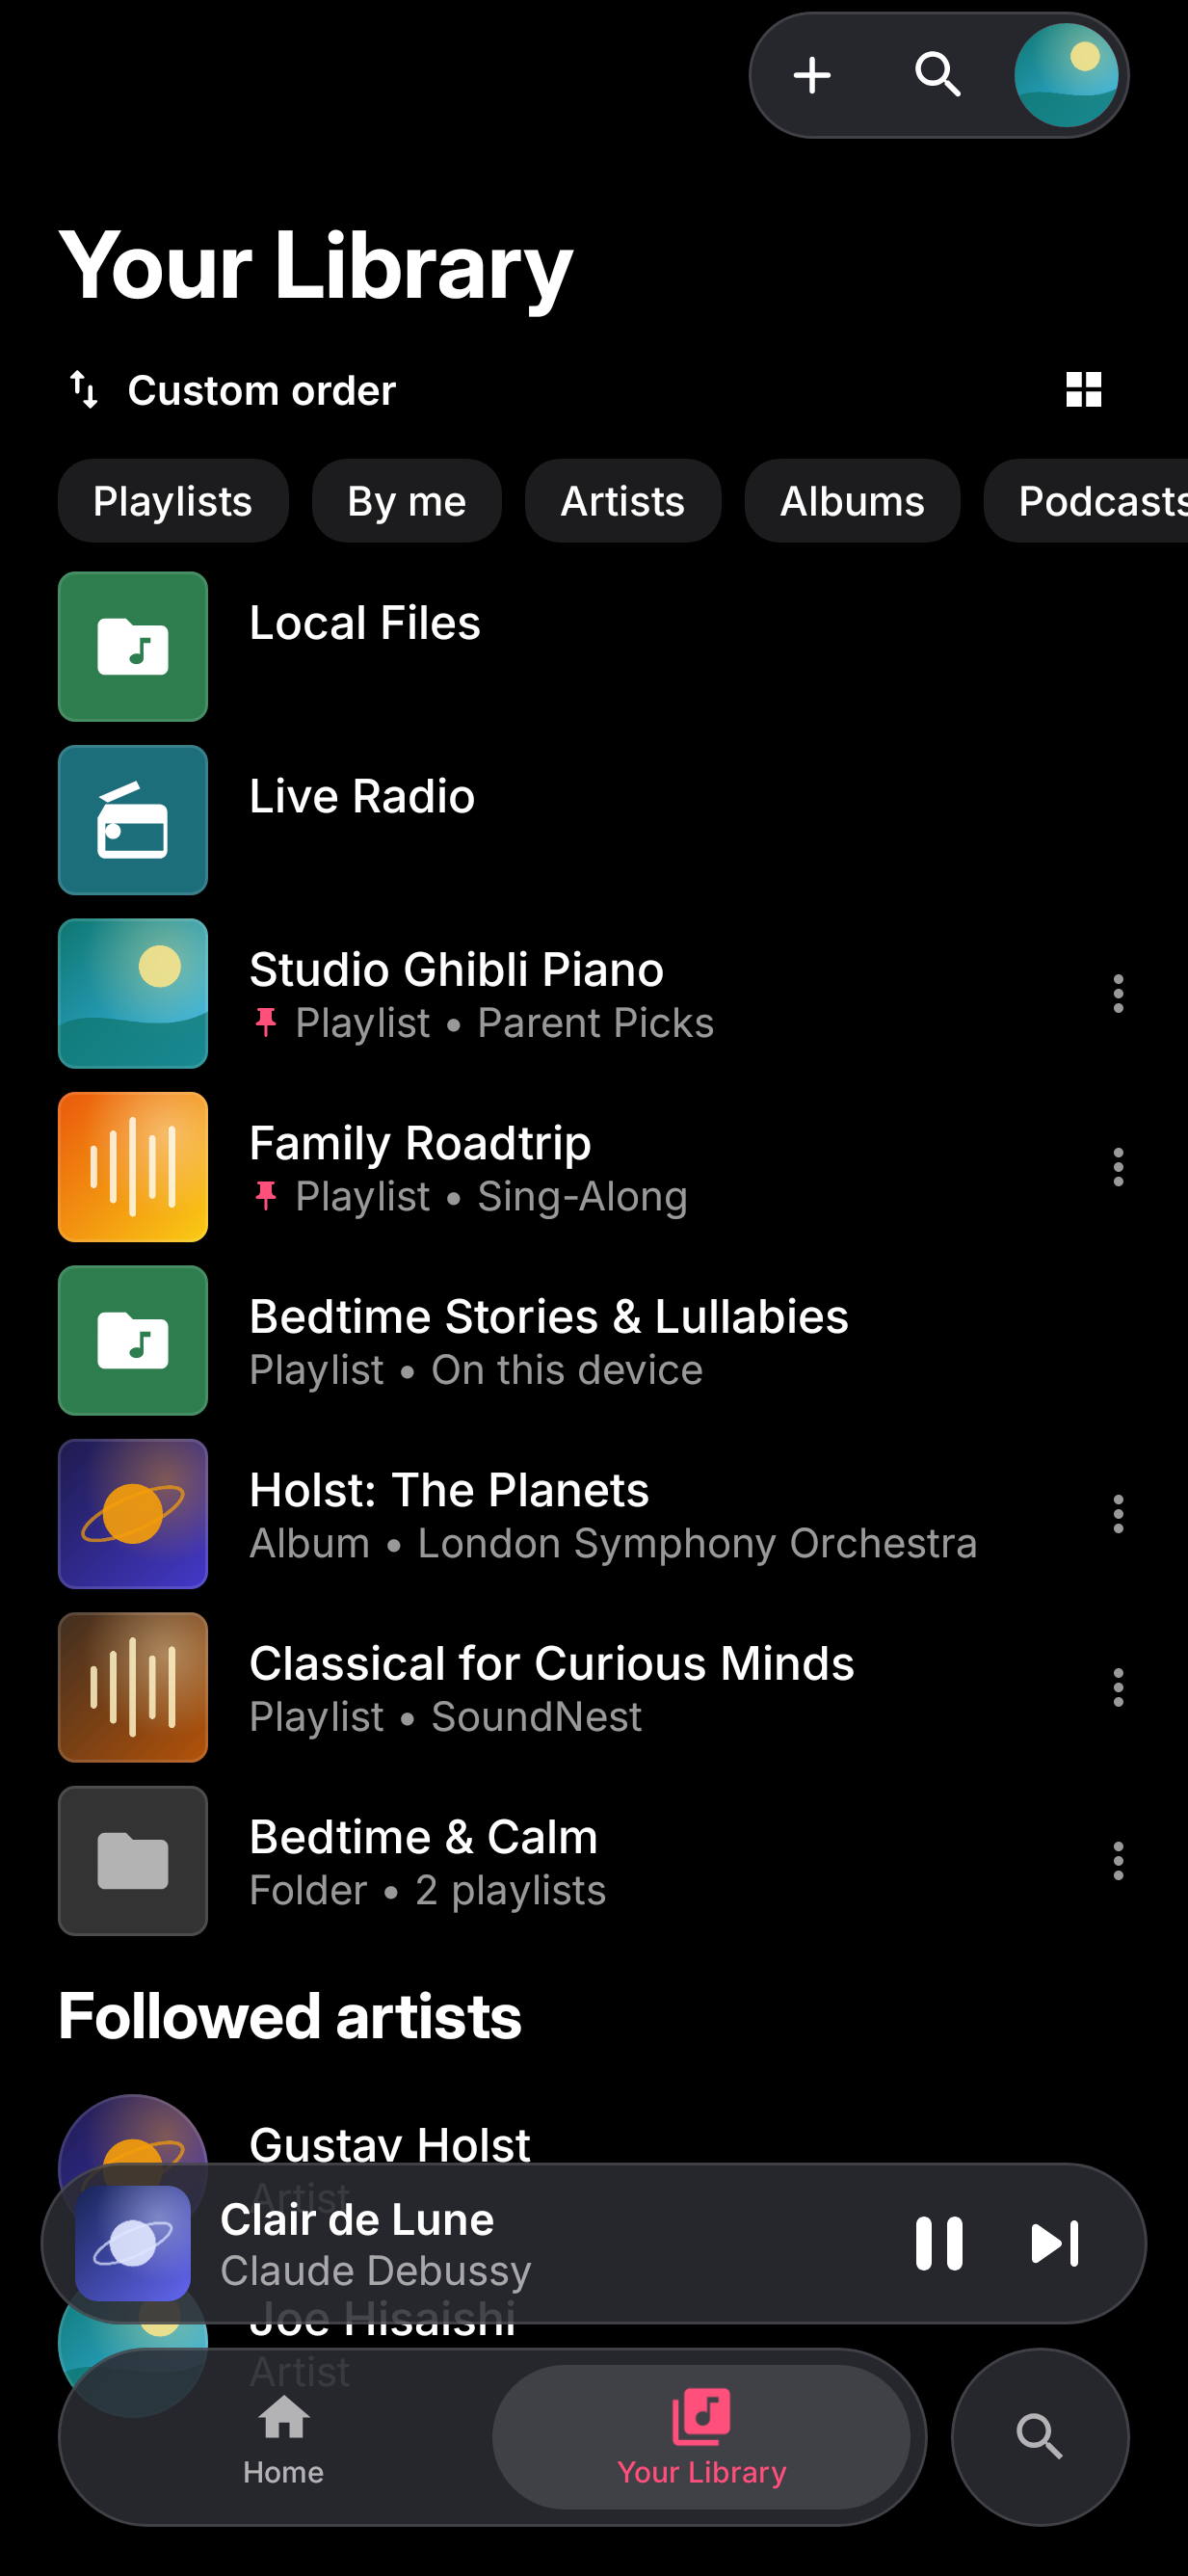 Your Library
Custom order
Playlists
By me
Artists
Albums
Podcasts
Local Files
Live Radio
Studio Ghibli Piano
Playlist • Parent Picks
Family Roadtrip
Playlist • Sing-Along
Bedtime Stories & Lullabies
Playlist • On this device
Holst: The Planets
Album • London Symphony Orchestra
Classical for Curious Minds
Playlist • SoundNest
Bedtime & Calm
Folder • 2 playlists
Followed artists
Gustav Holst
Artist
Clair de Lune
Claude Debussy
Joe Hisaishi
Artist
Home
Your Library